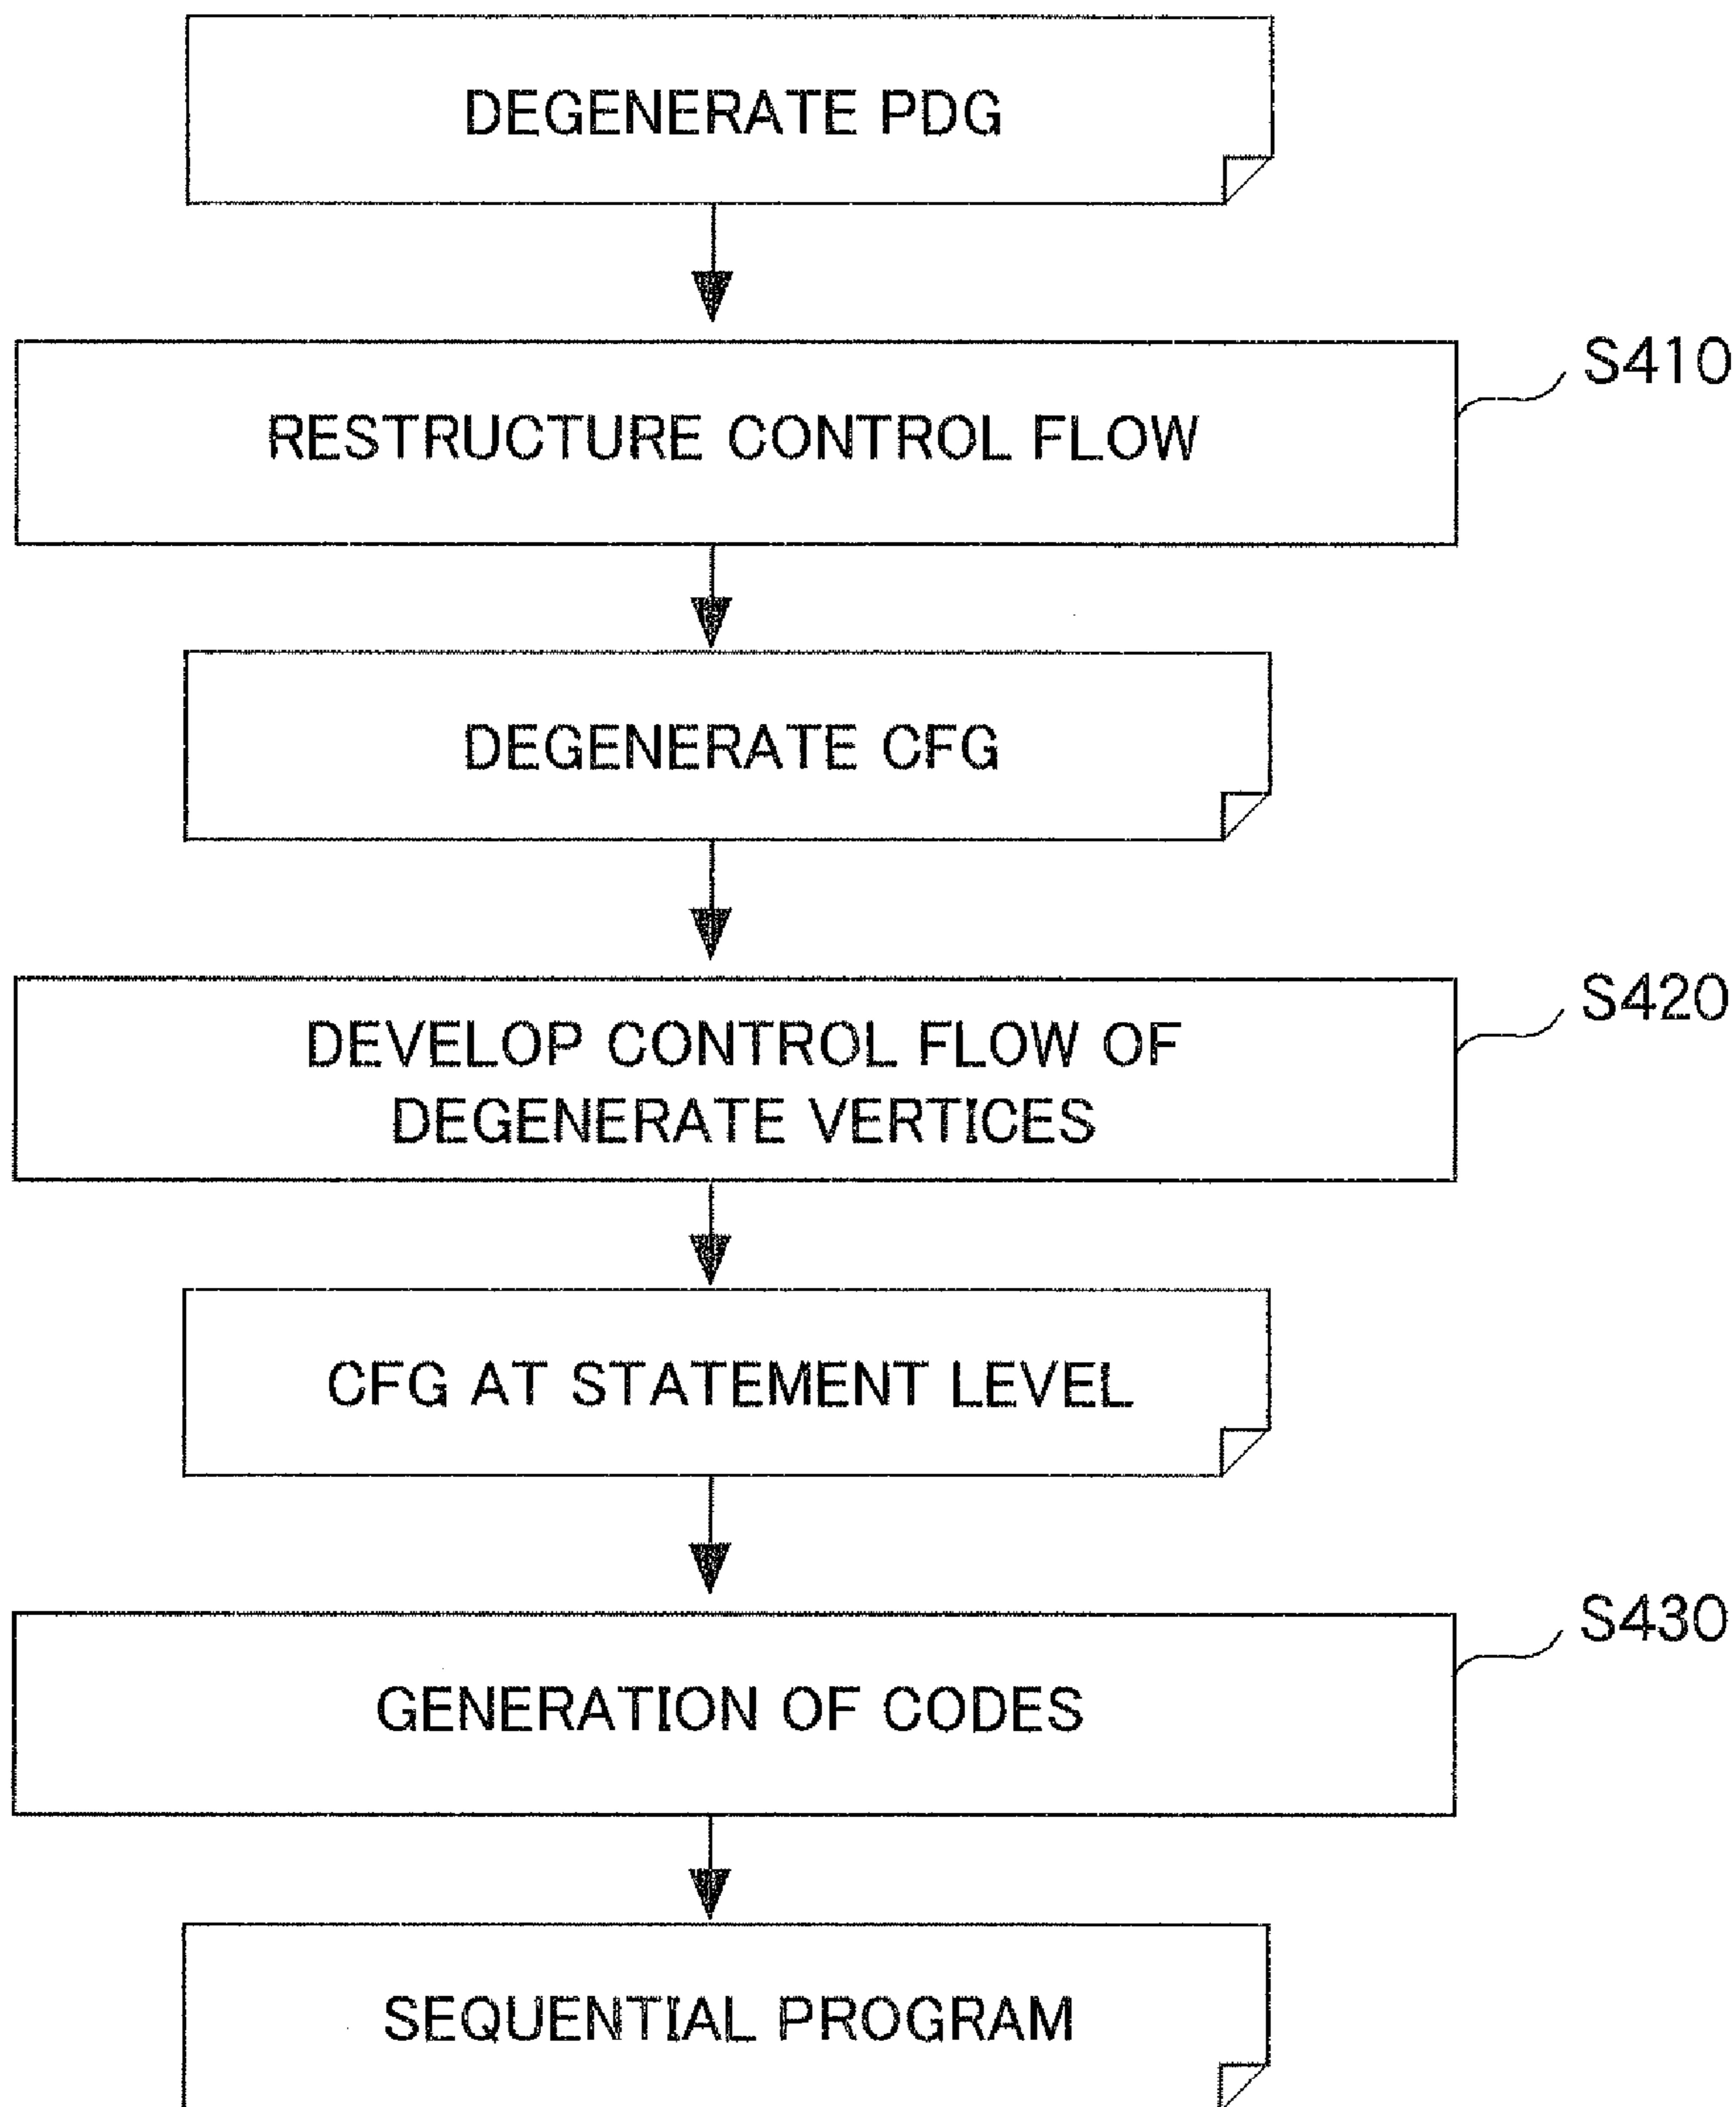 DEGENERATE PDG
RESTRUCTURE CONTROL FLOW
S410
DEGENERATE CFG
DEVELOP CONTROL FLOW OF
DEGENERATE VERTICES
S420
CFG AT STATEMENT LEVEL
GENERATION OF CODES
S430
SEQUENTIAL PROGRAM